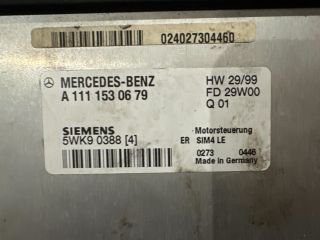 024027304460
MERCEDES-BENZ
A 111 153 06 79
HW 29/99
FD 29W00
Q 01
SIEMENS
5WK9 0388 [4]
Motorsteuerung
ER SIM4 LE
0273 0446
Made in Germany